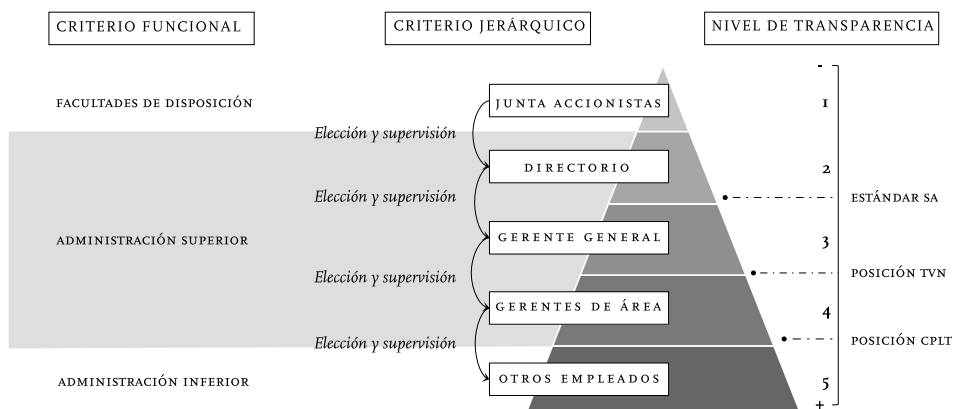 CRITERIO FUNCIONAL
CRITERIO JERÁRQUICO
NIVEL DE TRANSPARENCIA
-
FACULTADES DE DISPOSICIÓN
JUNTA ACCIONISTAS
1
Elección y supervisión
DIRECTORIO
2
Elección y supervisión
ESTÁNDAR SA
ADMINISTRACIÓN SUPERIOR
GERENTE GENERAL
3
Elección y supervisión
POSICIÓN TVN
GERENTES DE ÁREA
4
Elección y supervisión
POSICIÓN CPLT
ADMINISTRACIÓN INFERIOR
OTROS EMPLEADOS
5
+